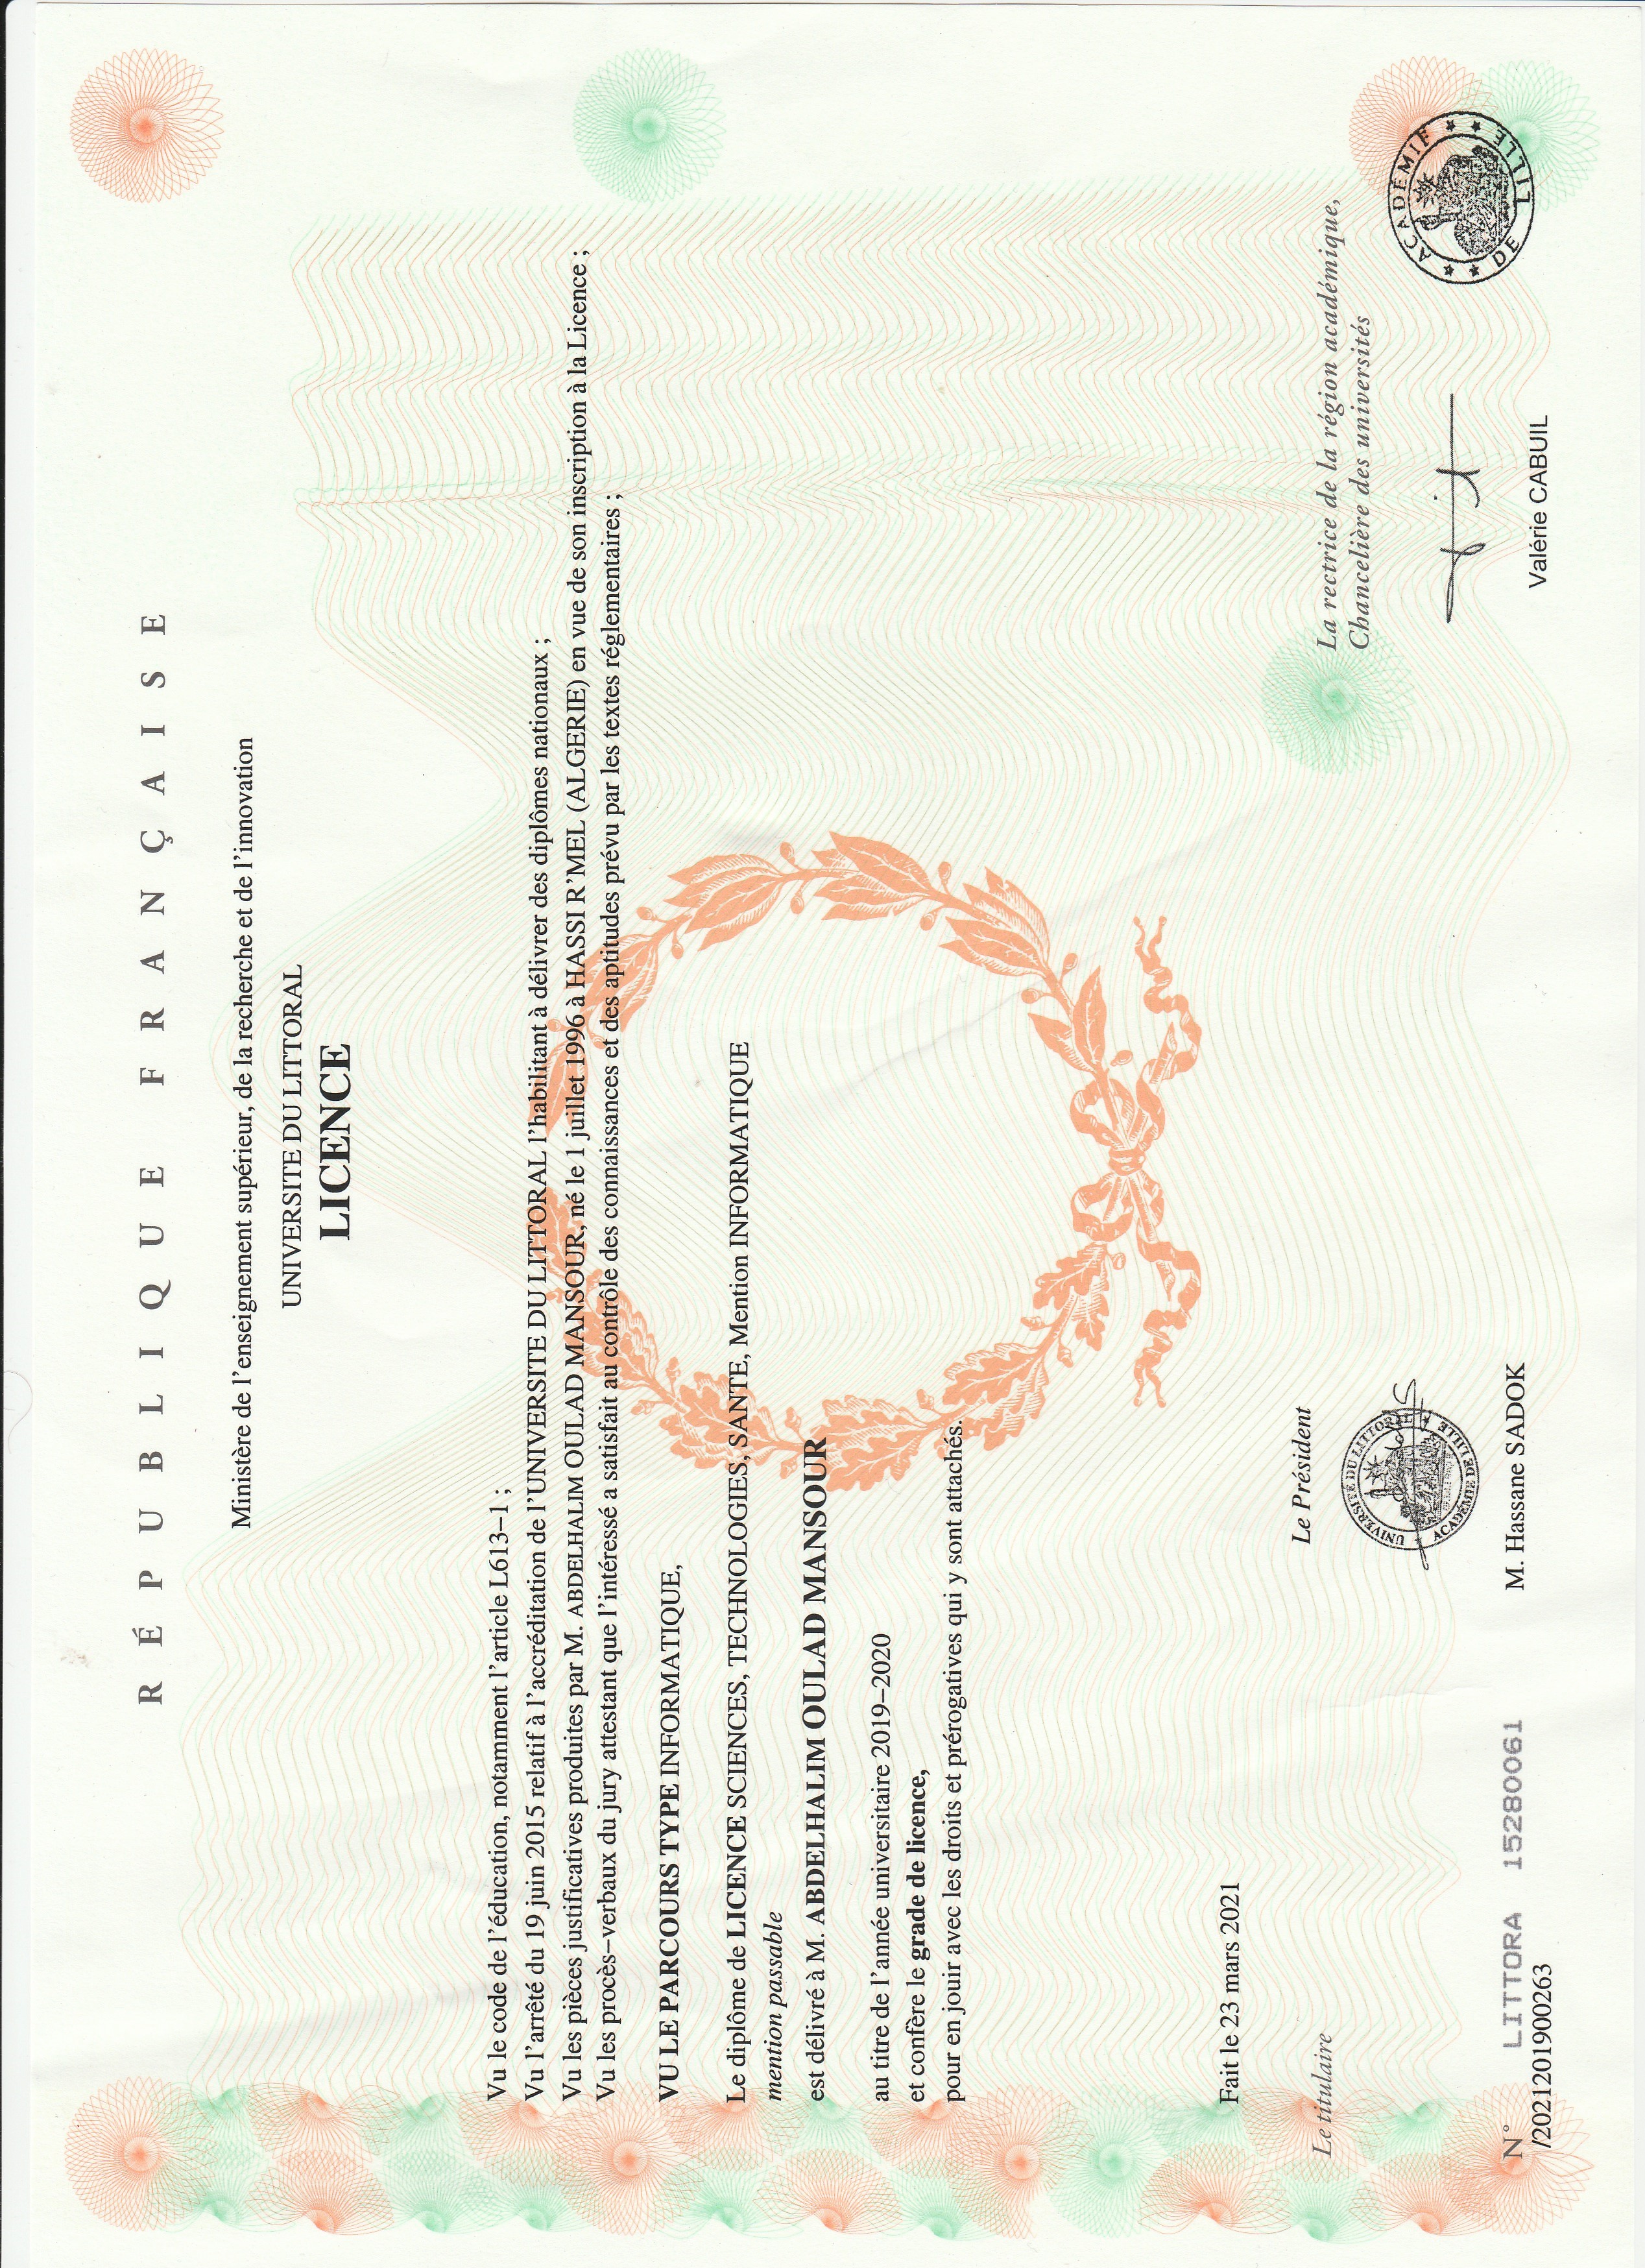 RÉPUBLIQUE FRANÇAISE
Ministère de l'enseignement supérieur, de la recherche et de l'innovation
UNIVERSITE DU LITTORAL
LICENCE
Vu le code de l'éducation, notamment l'article L613–1 ;
Vu l'arrêté du 19 juin 2015 relatif à l'accréditation de l'UNIVERSITE DU LITTORAL l'habilitant à délivrer des diplômes nationaux ;
Vu les pièces justificatives produites par M. ABDELHALIM OULAD MANSOUR, né le 1 juillet 1996 à HASSI R'MEL (ALGERIE) en vue de son inscription à la Licence ;
Vu les procès–verbaux du jury attestant que l'intéressé a satisfait au contrôle des connaissances et des aptitudes prévu par les textes réglementaires ;
VU LE PARCOURS TYPE INFORMATIQUE,
Le diplôme de LICENCE SCIENCES, TECHNOLOGIES, SANTE, Mention INFORMATIQUE
mention passable
est délivré à M. ABDELHALIM OULAD MANSOUR
au titre de l'année universitaire 2019–2020
et confère le grade de licence,
pour en jouir avec les droits et prérogatives qui y sont attachés.
Fait le 23 mars 2021
Le titulaire
Le Président
UNIVERSITÉ DU LITTORAL
ACADÉMIE DE LILLE
M. Hassane SADOK
La rectrice de la région académique,
Chancelière des universités
ACADÉMIE DE LILLE
Valérie CABUIL
N° LITTORA 15280061
/2021201900263